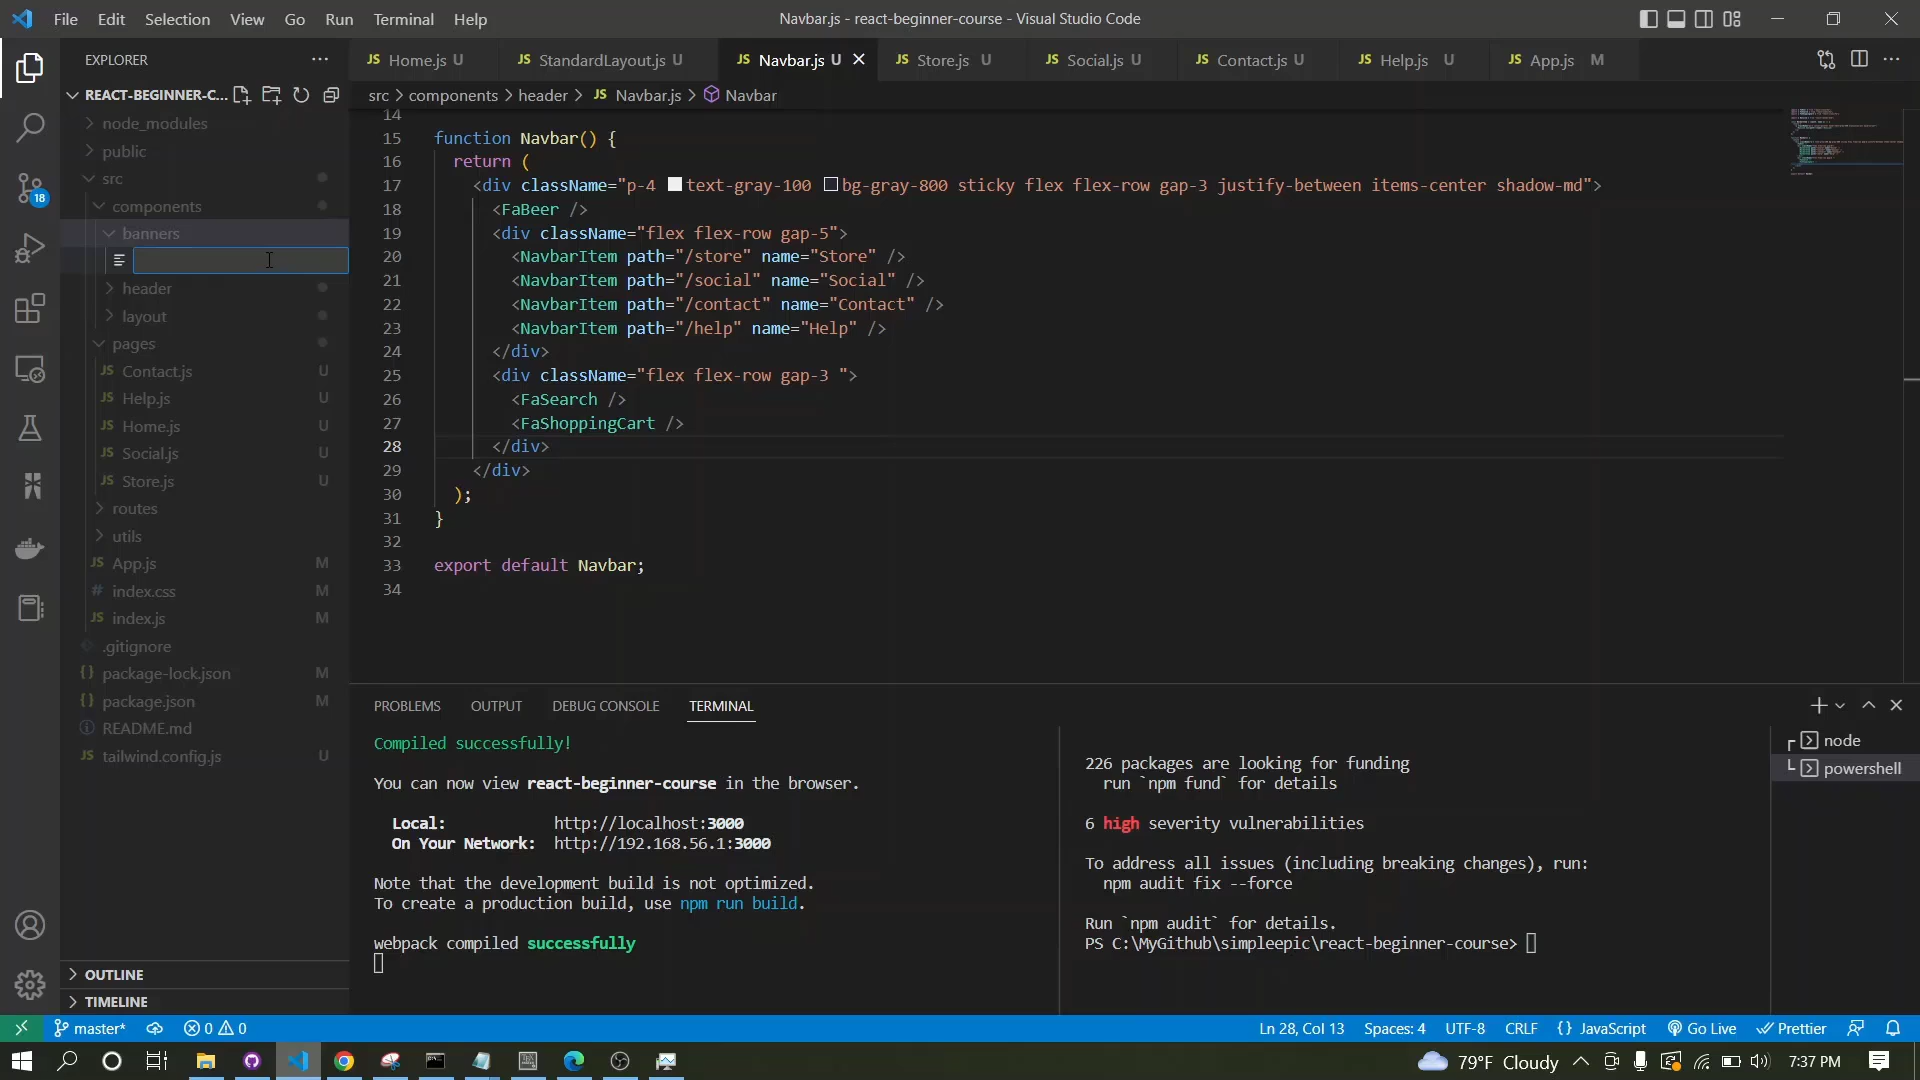 File Edit Selection View Go Run Terminal Help
Navbar.js - react-beginner-course - Visual Studio Code
EXPLORER
JS Home.js U
JS StandardLayout.js U
JS Navbar.js U
JS Store.js U
JS Social.js U
JS Contact.js U
JS Help.js U
JS App.js M
REACT-BEGINNER-C...
src > components > header > JS Navbar.js > Navbar
node_modules
public
src
components
banners
header
layout
pages
JS Contact.js U
JS Help.js U
JS Home.js U
JS Social.js U
JS Store.js U
routes
utils
JS App.js M
# index.css M
JS index.js M
.gitignore
{} package-lock.json M
{} package.json M
README.md
JS tailwind.config.js U
OUTLINE
TIMELINE
18
14
15 function Navbar() {
16 return (
17 <div className="p-4 text-gray-100 bg-gray-800 sticky flex flex-row gap-3 justify-between items-center shadow-md">
18 <FaBeer />
19 <div className="flex flex-row gap-5">
20 <NavbarItem path="/store" name="Store" />
21 <NavbarItem path="/social" name="Social" />
22 <NavbarItem path="/contact" name="Contact" />
23 <NavbarItem path="/help" name="Help" />
24 </div>
25 <div className="flex flex-row gap-3 ">
26 <FaSearch />
27 <FaShoppingCart />
28 </div>
29 </div>
30 );
31 }
32
33 export default Navbar;
34
PROBLEMS OUTPUT DEBUG CONSOLE TERMINAL
Compiled successfully!
You can now view react-beginner-course in the browser.
Local: http://localhost:3000
On Your Network: http://192.168.56.1:3000
Note that the development build is not optimized.
To create a production build, use npm run build.
webpack compiled successfully
226 packages are looking for funding
run `npm fund` for details
6 high severity vulnerabilities
To address all issues (including breaking changes), run:
npm audit fix --force
Run `npm audit` for details.
PS C:\MyGithub\simpleepic\react-beginner-course>
node
powershell
master* 0 0
Ln 28, Col 13 Spaces: 4 UTF-8 CRLF {} JavaScript Go Live Prettier
79°F Cloudy 7:37 PM